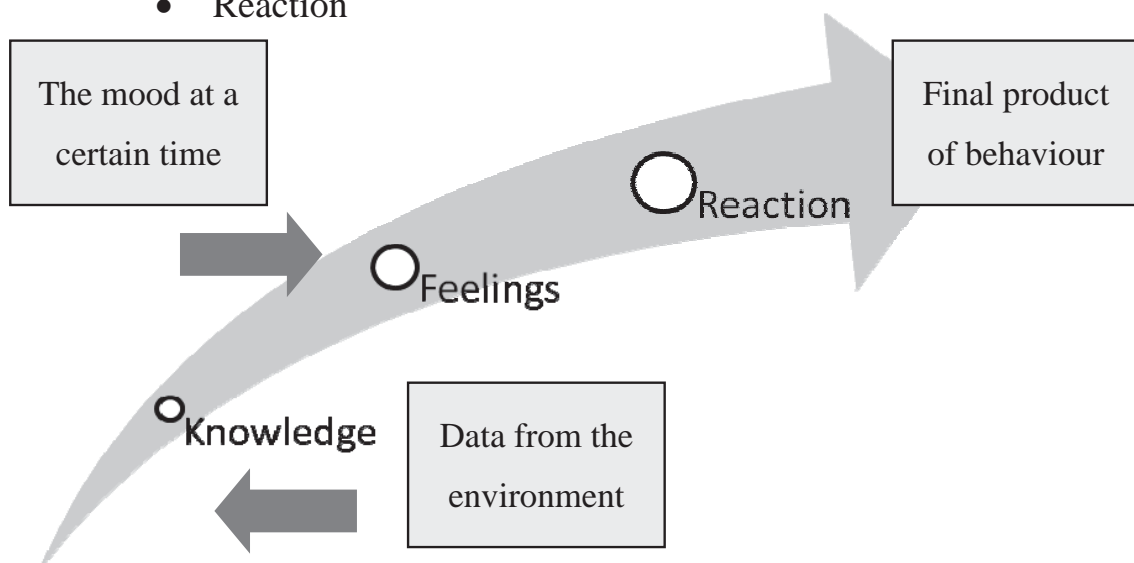 • Reaction
The mood at a
certain time
Final product
of behaviour
Reaction
Feelings
Knowledge
Data from the
environment